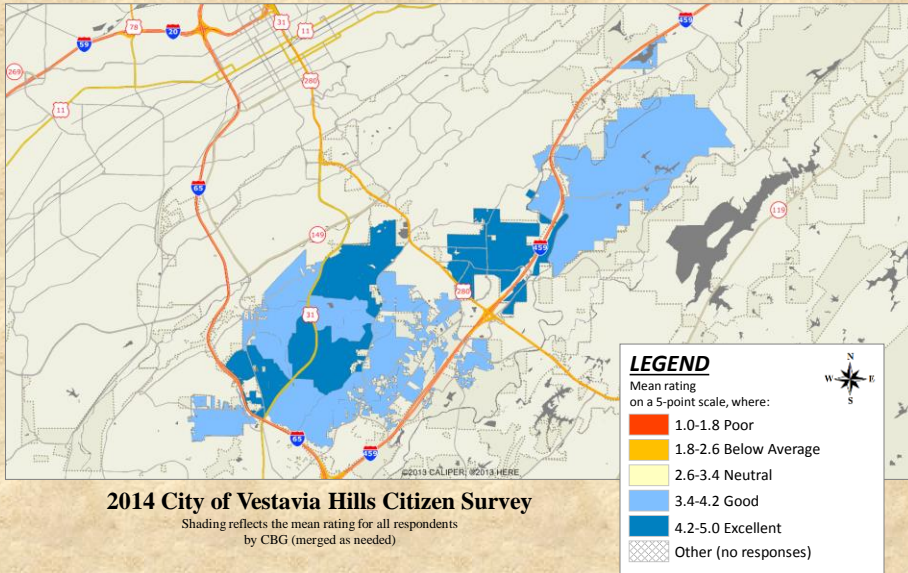 31
459
78
11
20
59
280
269
11
65
119
149
459
280
31
65
459
©2013 CALIPER; ©2013 HERE
LEGEND
Mean rating
on a 5-point scale, where:
1.0-1.8 Poor
1.8-2.6 Below Average
2.6-3.4 Neutral
3.4-4.2 Good
4.2-5.0 Excellent
Other (no responses)
N
W E
S
2014 City of Vestavia Hills Citizen Survey
Shading reflects the mean rating for all respondents
by CBG (merged as needed)